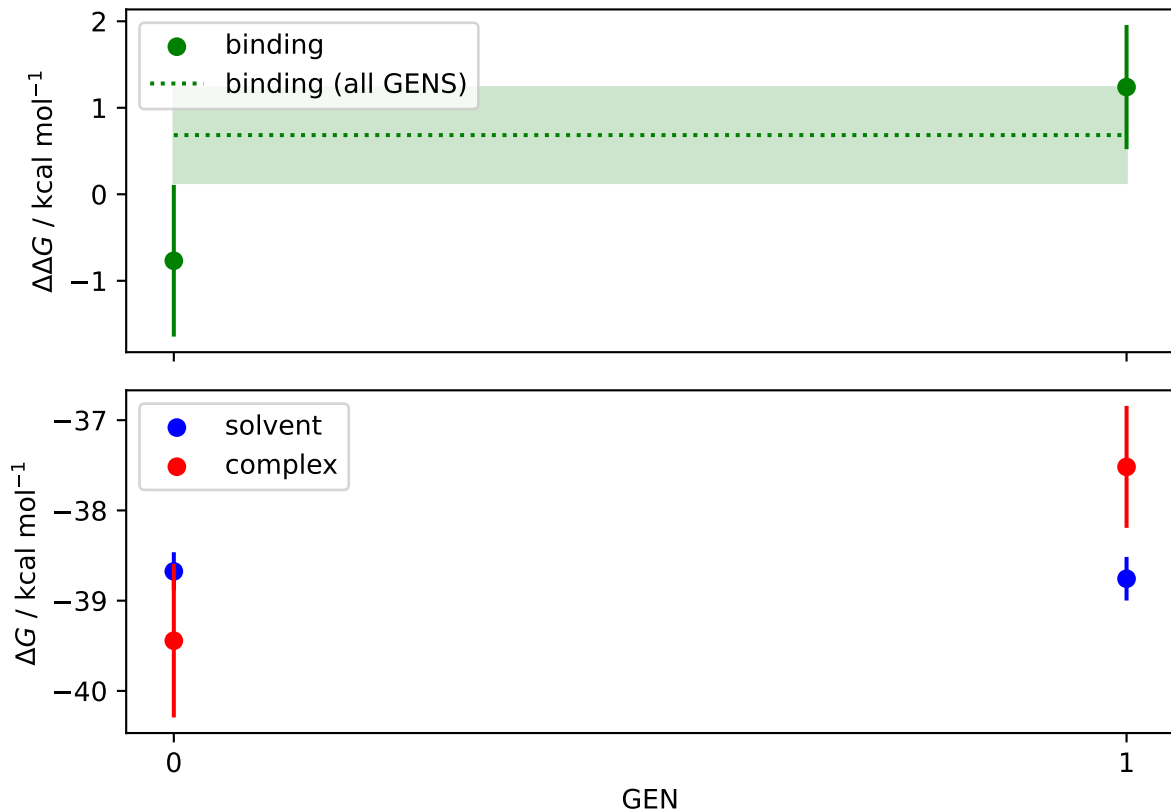 2
1
0
−1
ΔΔG / kcal mol⁻¹
binding
binding (all GENS)
−37
−38
−39
−40
ΔG / kcal mol⁻¹
solvent
complex
0
1
GEN